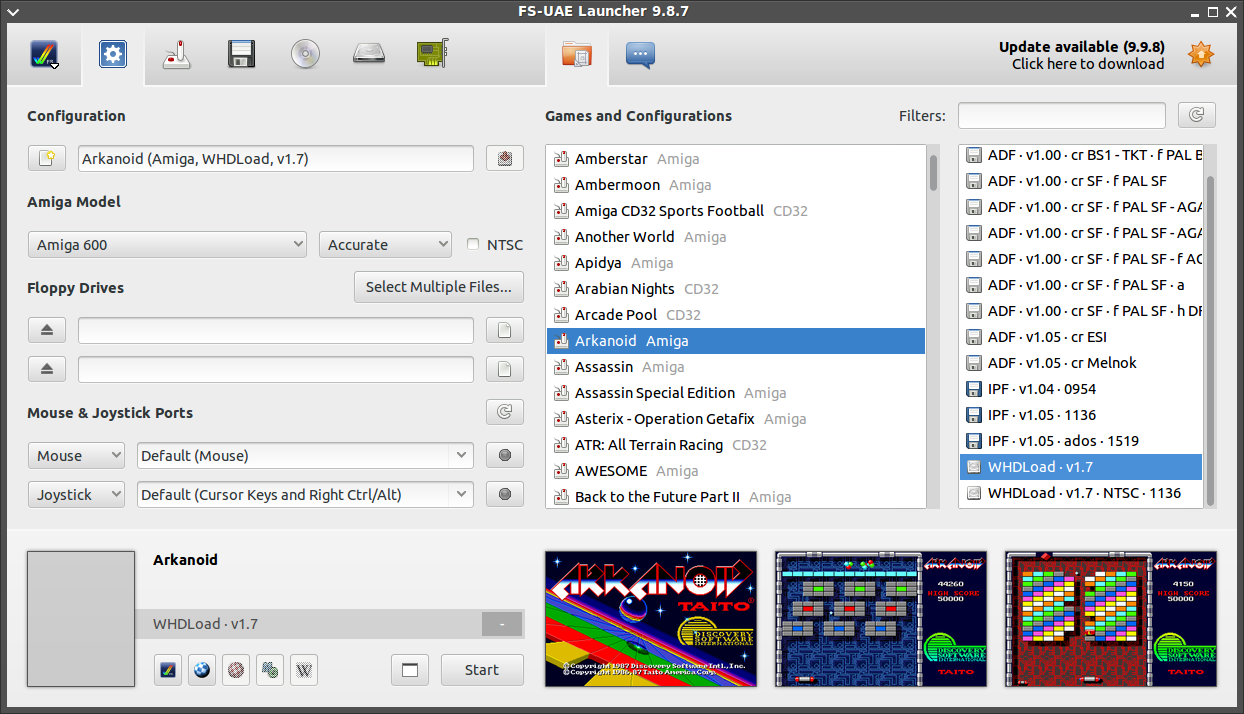 FS-UAE Launcher 9.8.7
Update available (9.9.8)
Click here to download
Configuration
Arkanoid (Amiga, WHDLoad, v1.7)
Amiga Model
Amiga 600
Accurate
NTSC
Floppy Drives
Select Multiple Files...
Mouse & Joystick Ports
Mouse
Default (Mouse)
Joystick
Default (Cursor Keys and Right Ctrl/Alt)
Games and Configurations
Filters:
Amberstar Amiga
Ambermoon Amiga
Amiga CD32 Sports Football CD32
Another World Amiga
Apidya Amiga
Arabian Nights CD32
Arcade Pool CD32
Arkanoid Amiga
Assassin Amiga
Assassin Special Edition Amiga
Asterix - Operation Getafix Amiga
ATR: All Terrain Racing CD32
AWESOME Amiga
Back to the Future Part II Amiga
ADF · v1.00 · cr BS1 - TKT · f PAL B
ADF · v1.00 · cr SF · f PAL SF
ADF · v1.00 · cr SF · f PAL SF - AGA
ADF · v1.00 · cr SF · f PAL SF - AGA
ADF · v1.00 · cr SF · f PAL SF - f AG
ADF · v1.00 · cr SF · f PAL SF · a
ADF · v1.00 · cr SF · f PAL SF · h DF
ADF · v1.05 · cr ESI
ADF · v1.05 · cr Melnok
IPF · v1.04 · 0954
IPF · v1.05 · 1136
IPF · v1.05 · ados · 1519
WHDLoad · v1.7
WHDLoad · v1.7 · NTSC · 1136
Arkanoid
WHDLoad · v1.7
-
W
Start
ARKANOID
TAITO
DISCOVERY
SOFTWARE
INTERNATIONAL
©Copyright 1987 Discovery Software Intl., Inc.
©Copyright 1986, 87 Taito America Corp.
ARKANOID
44260
HIGH SCORE
50000
DISCOVERY
SOFTWARE
INTERNATIONAL
TAITO
ARKANOID
4150
HIGH SCORE
50000
DISCOVERY
SOFTWARE
INTERNATIONAL
TAITO